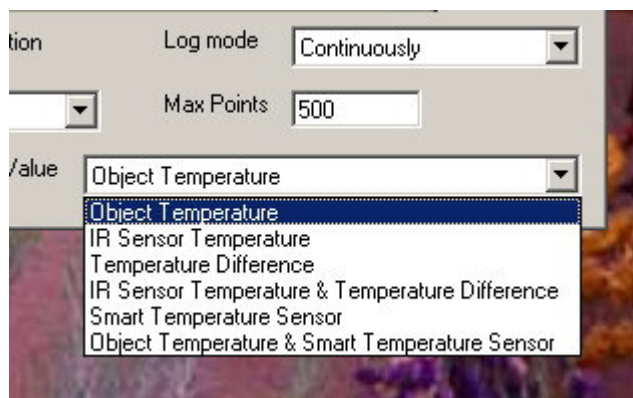 tion Log mode Continuously
Max Points 500
Value Object Temperature
Object Temperature
IR Sensor Temperature
Temperature Difference
IR Sensor Temperature & Temperature Difference
Smart Temperature Sensor
Object Temperature & Smart Temperature Sensor